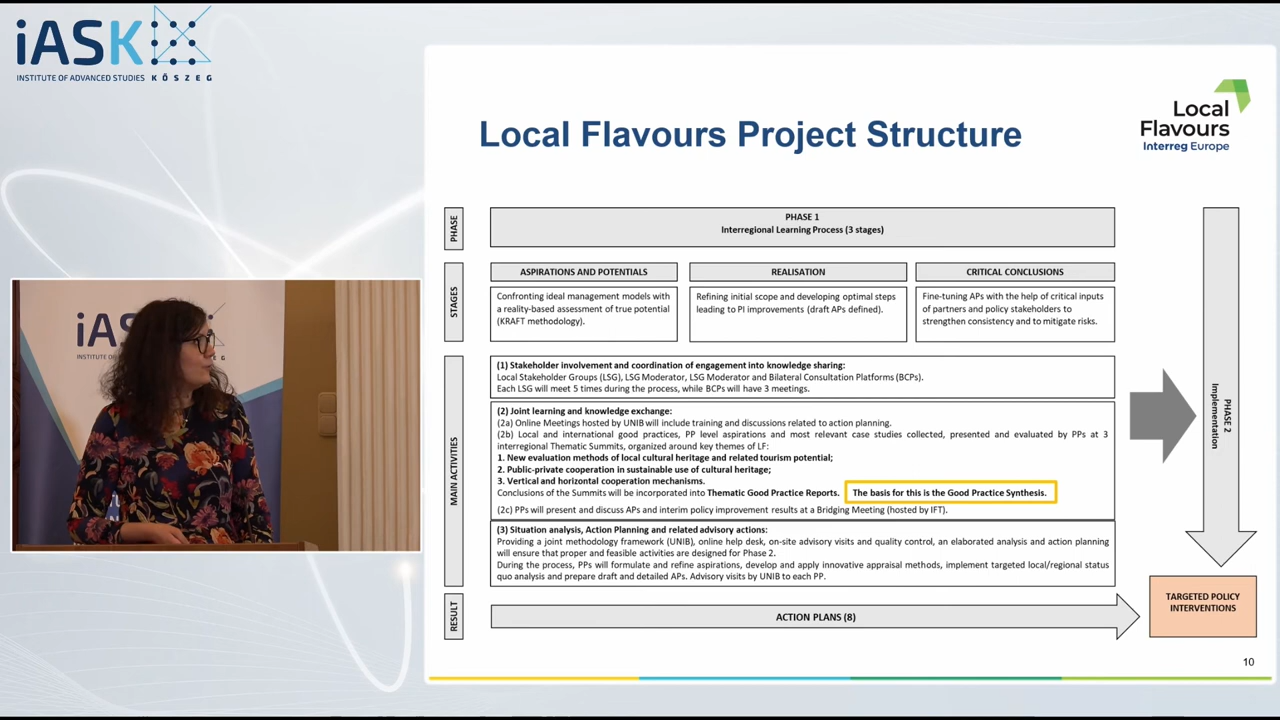 iASK
INSTITUTE OF ADVANCED STUDIES KŐSZEG
Local Flavours Project Structure
Local
Flavours
Interreg Europe
PHASE
PHASE 1
Interregional Learning Process (3 stages)
STAGES
ASPIRATIONS AND POTENTIALS
Confronting ideal management models with
a reality-based assessment of true potential
(KRAFT methodology).
REALISATION
Refining initial scope and developing optimal steps
leading to PI improvements (draft APs defined).
CRITICAL CONCLUSIONS
Fine-tuning APs with the help of critical inputs
of partners and policy stakeholders to
strengthen consistency and to mitigate risks.
MAIN ACTIVITIES
(1) Stakeholder involvement and coordination of engagement into knowledge sharing:
Local Stakeholder Groups (LSG), LSG Moderator, LSG Moderator and Bilateral Consultation Platforms (BCPs).
Each LSG will meet 5 times during the process, while BCPs will have 3 meetings.
(2) Joint learning and knowledge exchange:
(2a) Online Meetings hosted by UNIB will include training and discussions related to action planning.
(2b) Local and international good practices, PP level aspirations and most relevant case studies collected, presented and evaluated by PPs at 3
interregional Thematic Summits, organized around key themes of LF:
1. New evaluation methods of local cultural heritage and related tourism potential;
2. Public-private cooperation in sustainable use of cultural heritage;
3. Vertical and horizontal cooperation mechanisms.
Conclusions of the Summits will be incorporated into Thematic Good Practice Reports. The basis for this is the Good Practice Synthesis.
(2c) PPs will present and discuss APs and interim policy improvement results at a Bridging Meeting (hosted by IFT).
(3) Situation analysis, Action Planning and related advisory actions:
Providing a joint methodology framework (UNIB), online help desk, on-site advisory visits and quality control, an elaborated analysis and action planning
will ensure that proper and feasible activities are designed for Phase 2.
During the process, PPs will formulate and refine aspirations, develop and apply innovative appraisal methods, implement targeted local/regional status
quo analysis and prepare draft and detailed APs. Advisory visits by UNIB to each PP.
RESULT
ACTION PLANS (8)
PHASE 2
Implementation
TARGETED POLICY
INTERVENTIONS
10
iAS
INSTITUTE OF
E G